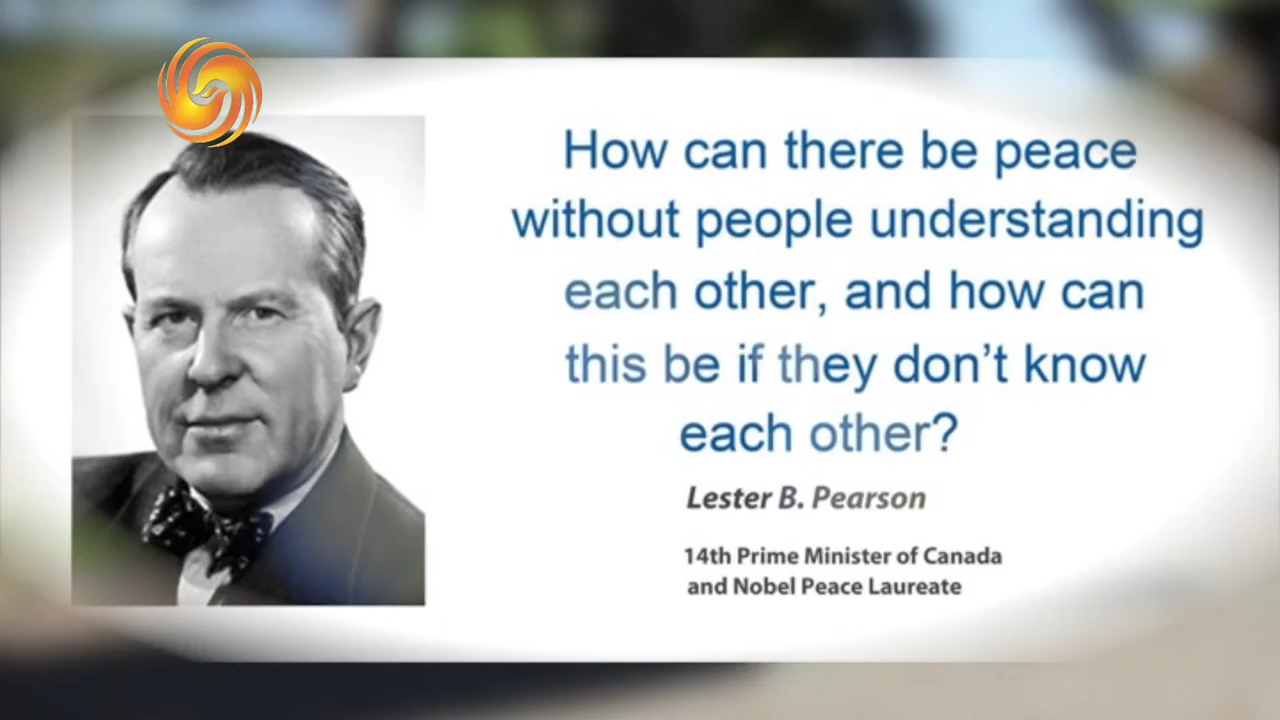 How can there be peace
without people understanding
each other, and how can
this be if they don’t know
each other?
Lester B. Pearson
14th Prime Minister of Canada
and Nobel Peace Laureate